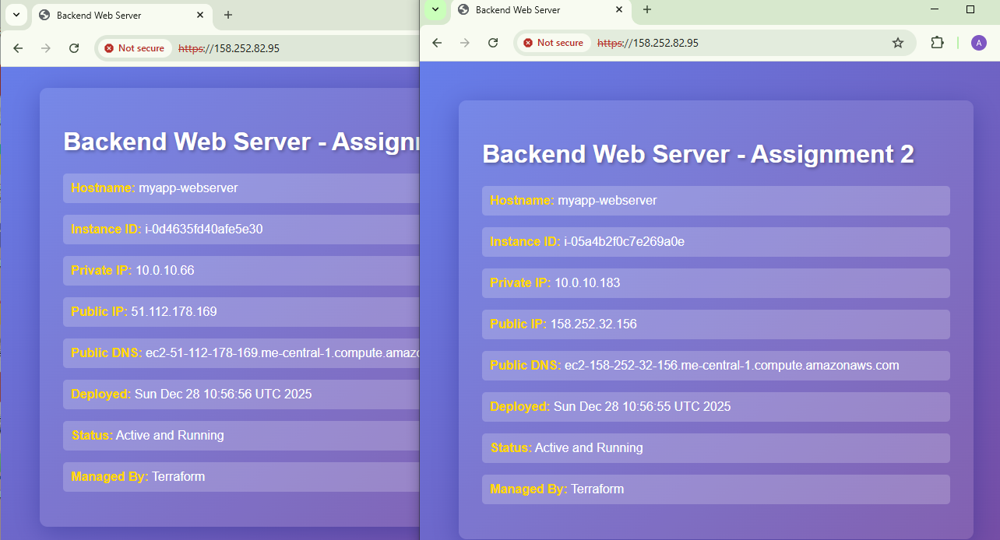 Backend Web Server
Not secure
https://158.252.82.95
Backend Web Server - Assign
Hostname: myapp-webserver
Instance ID: i-0d4635fd40afe5e30
Private IP: 10.0.10.66
Public IP: 51.112.178.169
Public DNS: ec2-51-112-178-169.me-central-1.compute.amazo
Deployed: Sun Dec 28 10:56:56 UTC 2025
Status: Active and Running
Managed By: Terraform
Backend Web Server
Not secure
https://158.252.82.95
A
Backend Web Server - Assignment 2
Hostname: myapp-webserver
Instance ID: i-05a4b2f0c7e269a0e
Private IP: 10.0.10.183
Public IP: 158.252.32.156
Public DNS: ec2-158-252-32-156.me-central-1.compute.amazonaws.com
Deployed: Sun Dec 28 10:56:55 UTC 2025
Status: Active and Running
Managed By: Terraform